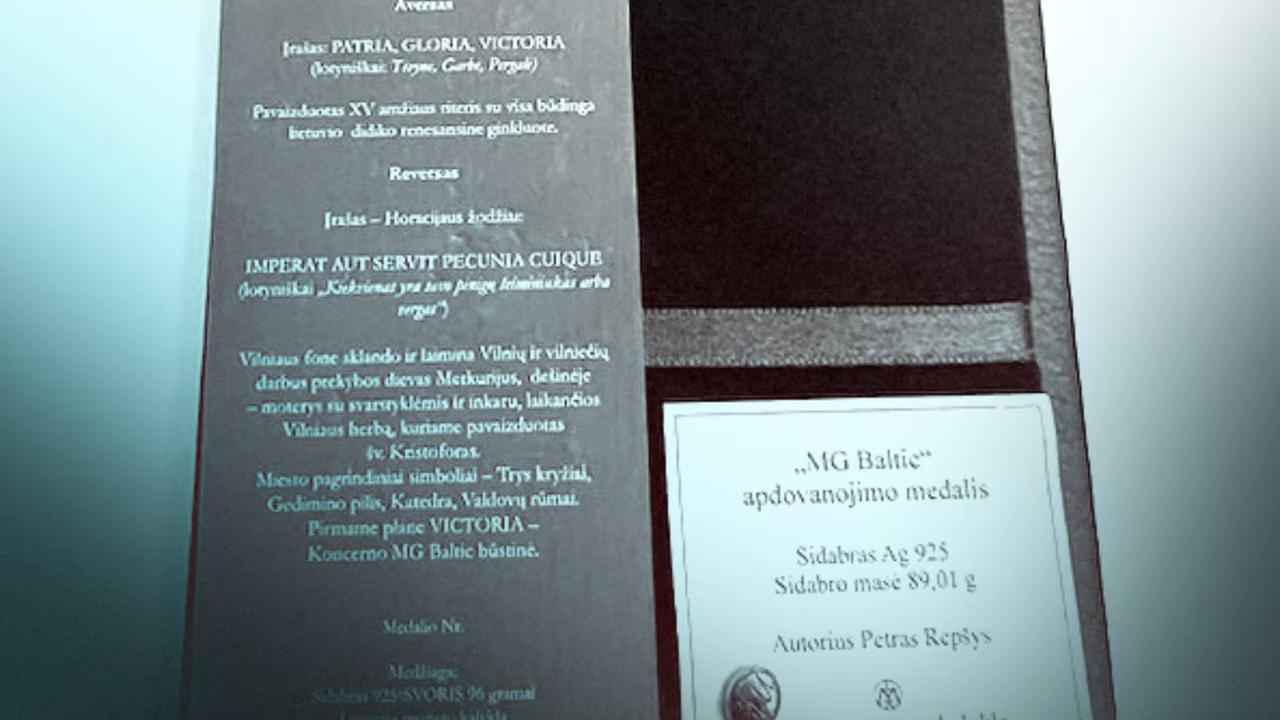 Aversas
Įrašas: PATRIA, GLORIA, VICTORIA
(lotyniškai: Tėvynė, Garbė, Pergalė)
Pavaizduotas XV amžiaus riteris su visa būdinga
lietuvio didiko renesansine ginkluote.
Reversas
Įrašas – Horacijaus žodžiai:
IMPERAT AUT SERVIT PECUNIA CUIQUE
(lotyniškai „Kiekvienas yra savo pinigų šeimininkas arba
vergas“)
Vilniaus fone sklando ir laimina Vilnių ir vilniečių
darbus prekybos dievas Merkurijus, dešinėje
– moterys su svarstyklėmis ir inkaru, laikančios
Vilniaus herbą, kuriame pavaizduotas
šv. Kristoforas.
Miesto pagrindiniai simboliai – Trys kryžiai,
Gedimino pilis, Katedra, Valdovų rūmai.
Pirmame plane VICTORIA –
Koncerno MG Baltic būstinė.
Medalio Nr.
Medžiaga:
Sidabras 925°SVORIS 96 gramai
„MG Baltic“
apdovanojimo medalis
Sidabras Ag 925
Sidabro masė 89,01 g
Autorius Petras Repšys